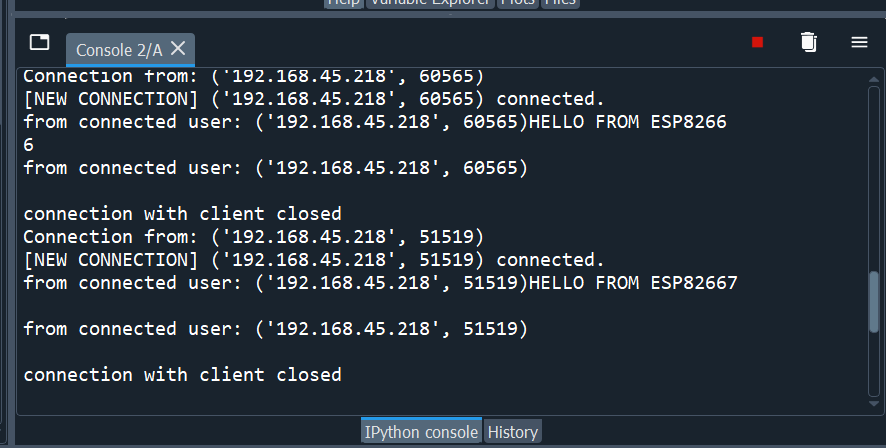 Help Variable Explorer Plots Files
Console 2/A
Connection from: ('192.168.45.218', 60565)
[NEW CONNECTION] ('192.168.45.218', 60565) connected.
from connected user: ('192.168.45.218', 60565)HELLO FROM ESP8266
6
from connected user: ('192.168.45.218', 60565)
connection with client closed
Connection from: ('192.168.45.218', 51519)
[NEW CONNECTION] ('192.168.45.218', 51519) connected.
from connected user: ('192.168.45.218', 51519)HELLO FROM ESP82667
from connected user: ('192.168.45.218', 51519)
connection with client closed
IPython console History